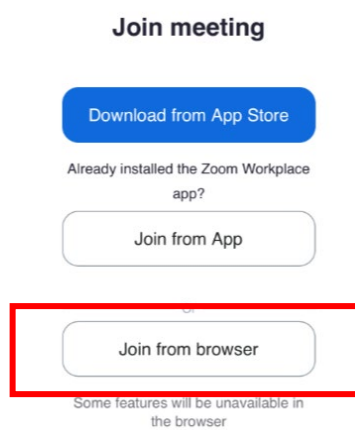 Join meeting
Download from App Store
Already installed the Zoom Workplace
app?
Join from App
or
Join from browser
Some features will be unavailable in
the browser